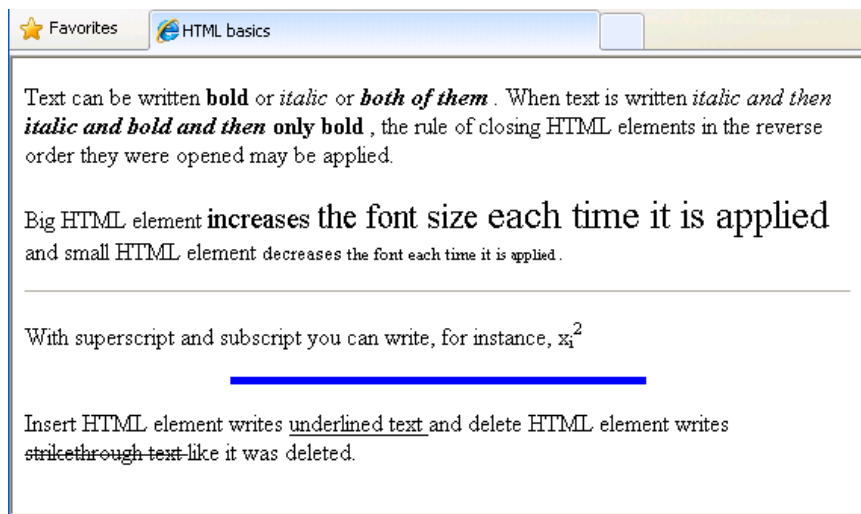 Favorites
HTML basics
Text can be written bold or italic or both of them . When text is written italic and then
italic and bold and then only bold , the rule of closing HTML elements in the reverse
order they were opened may be applied.
Big HTML element increases the font size each time it is applied
and small HTML element decreases the font each time it is applied .
With superscript and subscript you can write, for instance, xᵢ²
Insert HTML element writes underlined text and delete HTML element writes
strikethrough text like it was deleted.